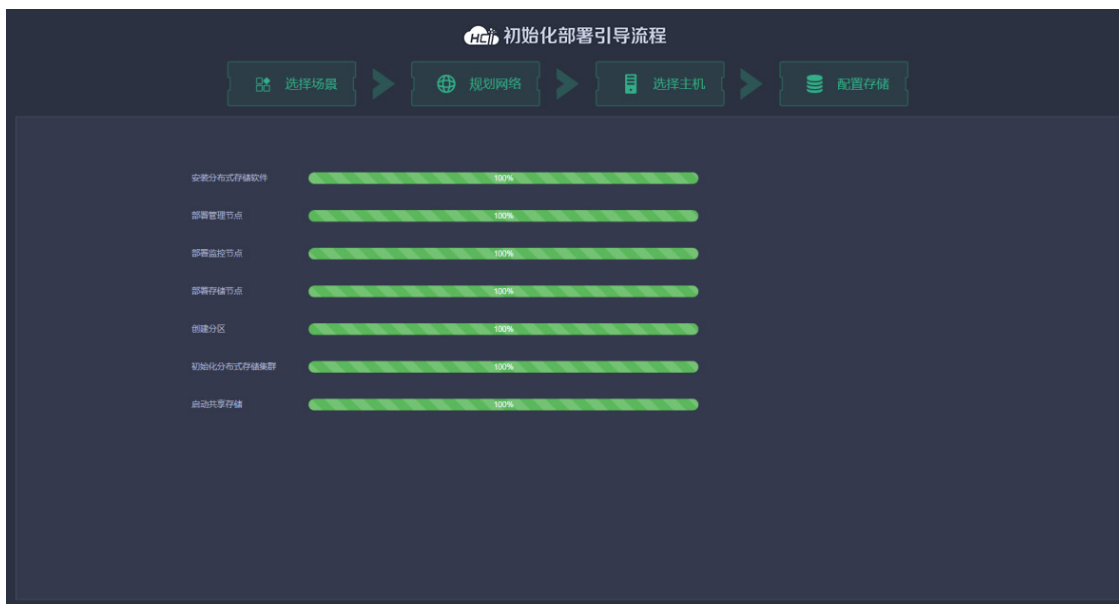 HCI 初始化部署引导流程
选择场景 规划网络 选择主机 配置存储
安装分布式存储软件 100%
部署管理节点 100%
部署监控节点 100%
部署存储节点 100%
创建分区 100%
初始化分布式存储集群 100%
启动共享存储 100%